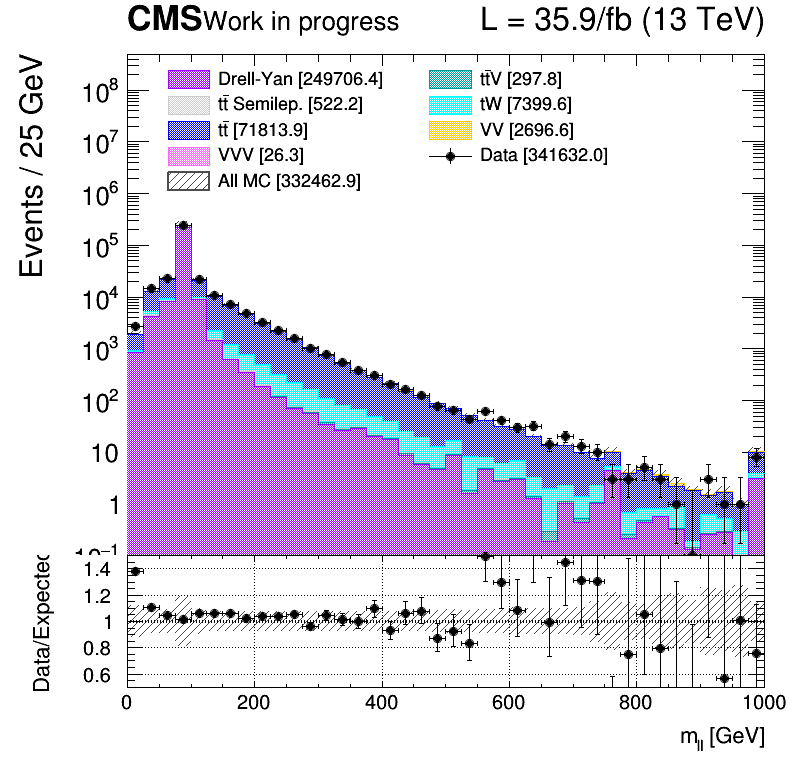 CMS Work in progress L = 35.9/fb (13 TeV)
Events / 25 GeV
Drell-Yan [249706.4] tt̄V [297.8]
tt̄ Semilep. [522.2] tW [7399.6]
tt̄ [71813.9] VV [2696.6]
VVV [26.3] Data [341632.0]
All MC [332462.9]
10⁸
10⁷
10⁶
10⁵
10⁴
10³
10²
10
1
10⁻¹
Data/Expected
1.4
1.2
1
0.8
0.6
0 200 400 600 800 1000
m_ll [GeV]